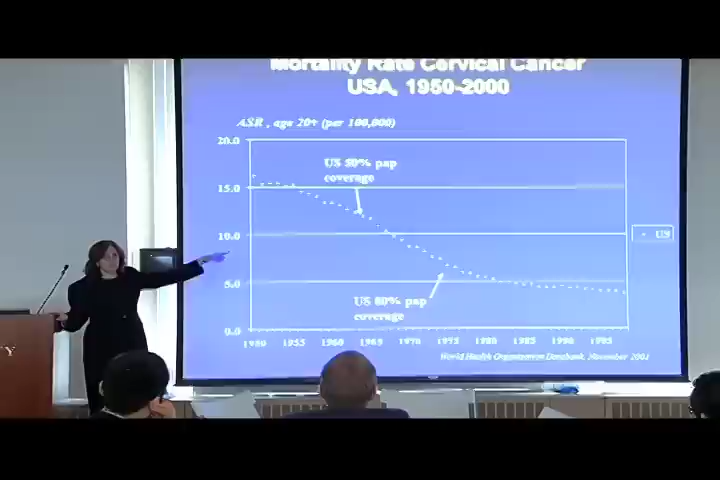 Mortality Rate Cervical Cancer
USA, 1950-2000
ASR , age 20+ (per 100,000)
20.0
US 50% pap
coverage
15.0
10.0
US
5.0
US 80% pap
coverage
0.0
1950 1955 1960 1965 1970 1975 1980 1985 1990 1995
World Health Organization Databank, November 2001
Y